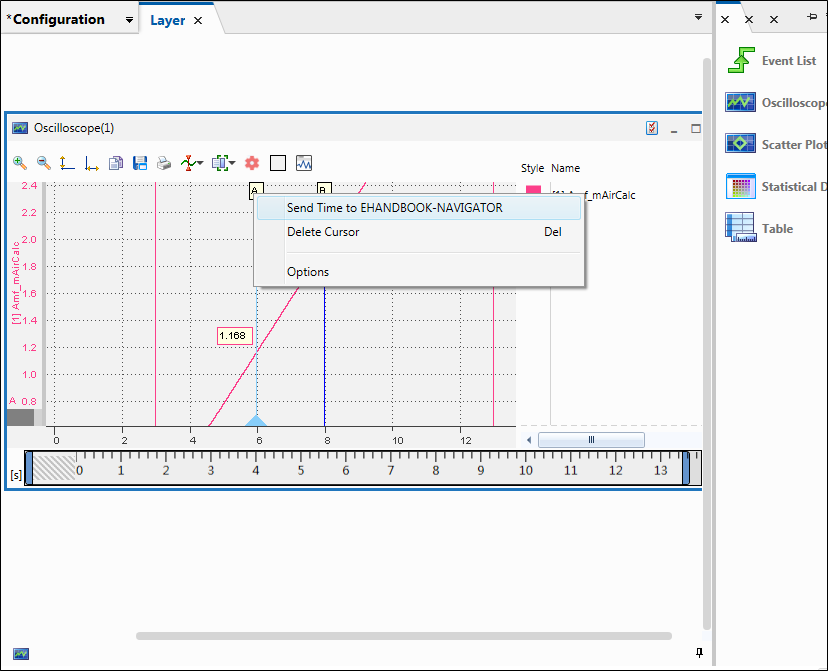 *Configuration
Layer
Event List
Oscilloscope
Scatter Plot
Statistical D
Table
Oscilloscope(1)
Style Name
[1] Amf_mAirCalc
A B
Send Time to EHANDBOOK-NAVIGATOR
Delete Cursor Del
Options
[1] Amf_mAirCalc
A
2.4
2.2
2.0
1.8
1.6
1.4
1.2
1.0
0.8
1.168
0 2 4 6 8 10 12
[s] 0 1 2 3 4 5 6 7 8 9 10 11 12 13